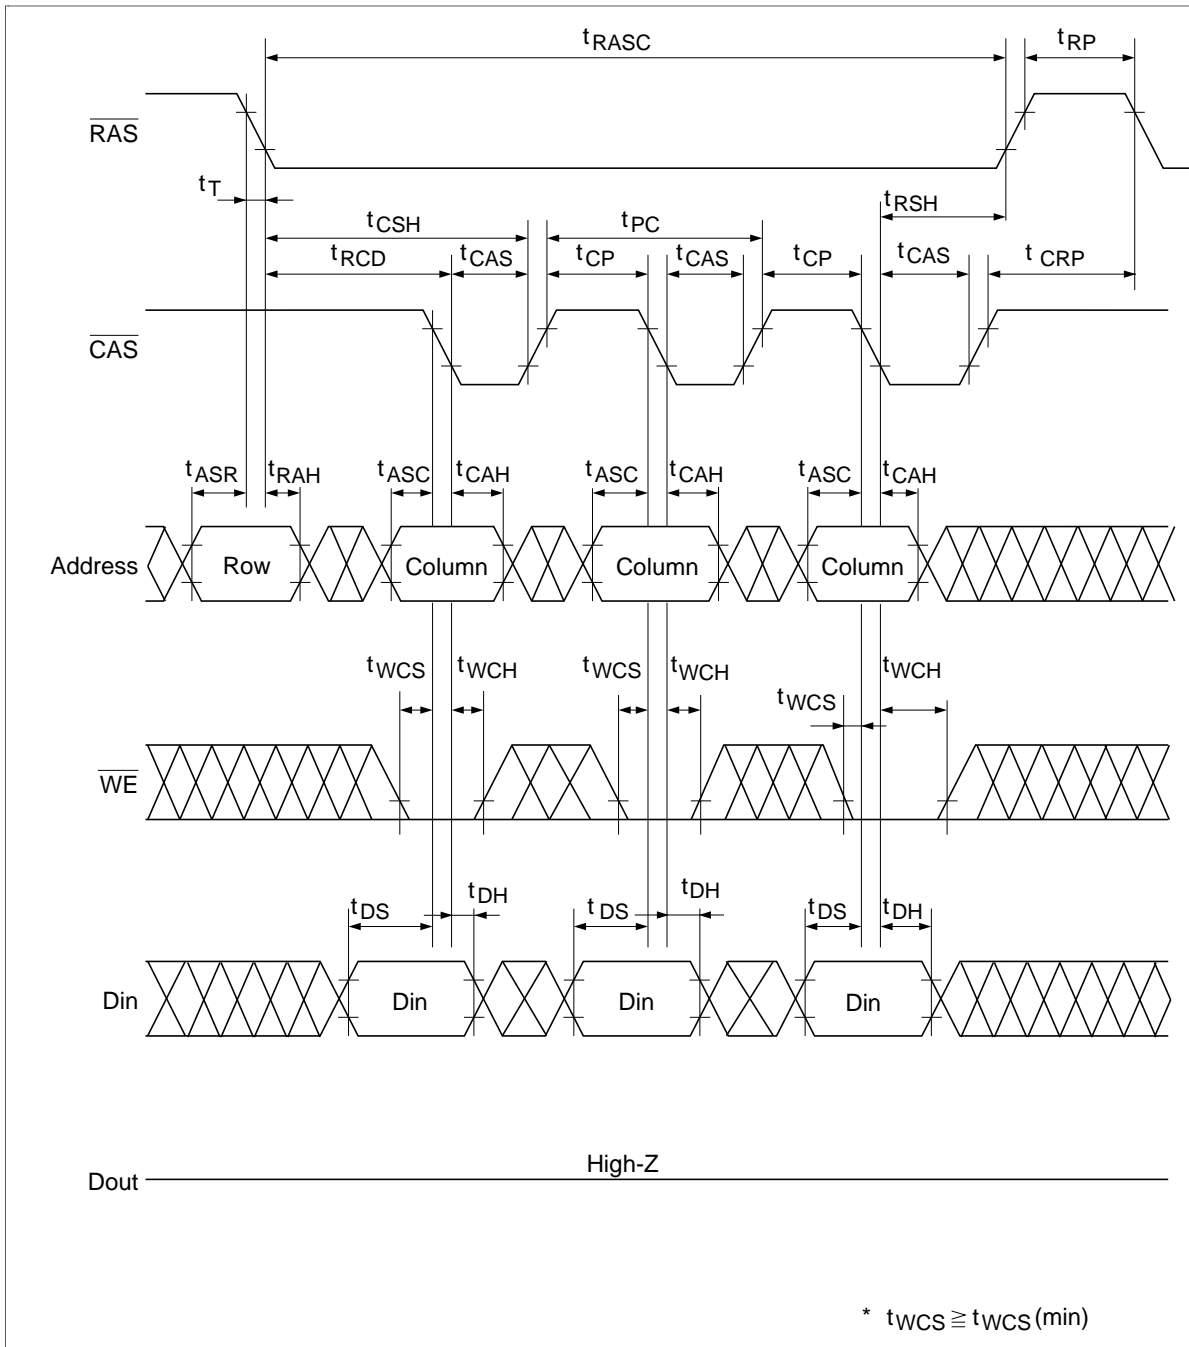 tRASC
tRP
RAS
tT
tRSH
tCSH
tPC
tRCD
tCAS
tCP
tCAS
tCP
tCAS
tCRP
CAS
tASR
tRAH
tASC
tCAH
tASC
tCAH
tASC
tCAH
Address
Row
Column
Column
Column
tWCS
tWCH
tWCS
tWCH
tWCS
tWCH
WE
tDS
tDH
tDS
tDH
tDS
tDH
Din
Din
Din
Din
High-Z
Dout
* tWCS ≧ tWCS (min)